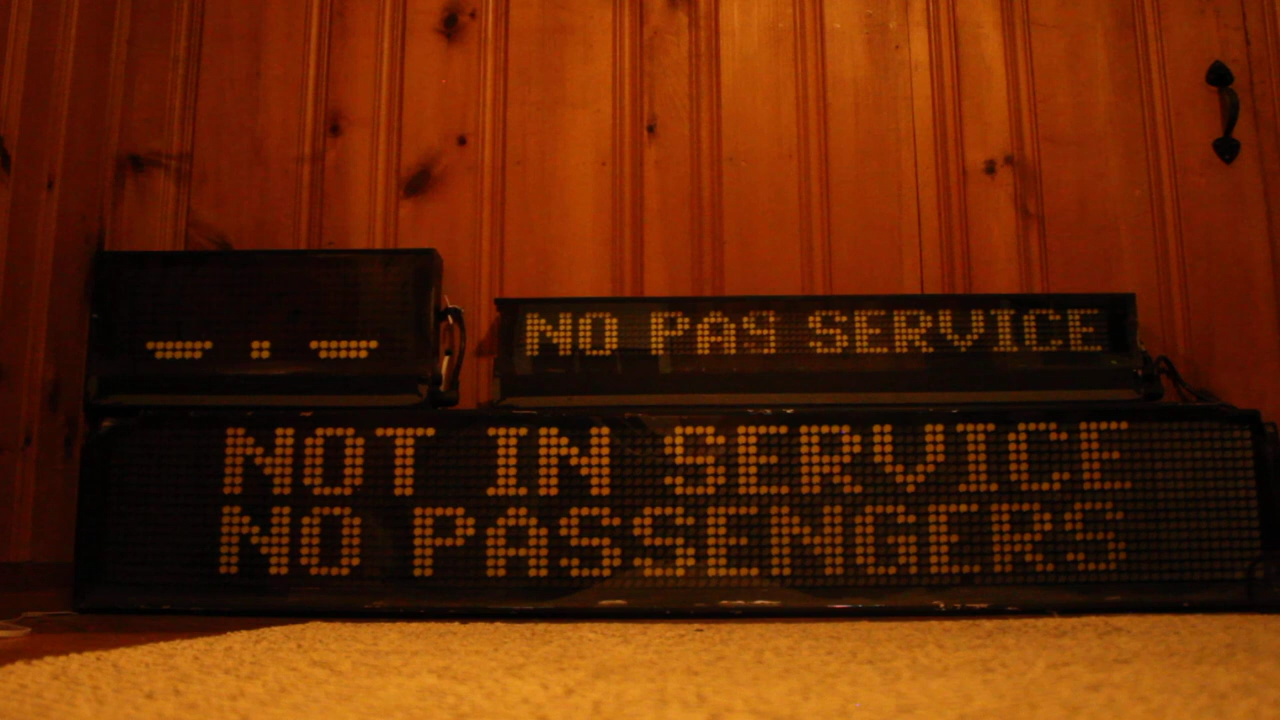 _._
NO PAS SERVICE
NOT IN SERVICE
NO PASSENGERS